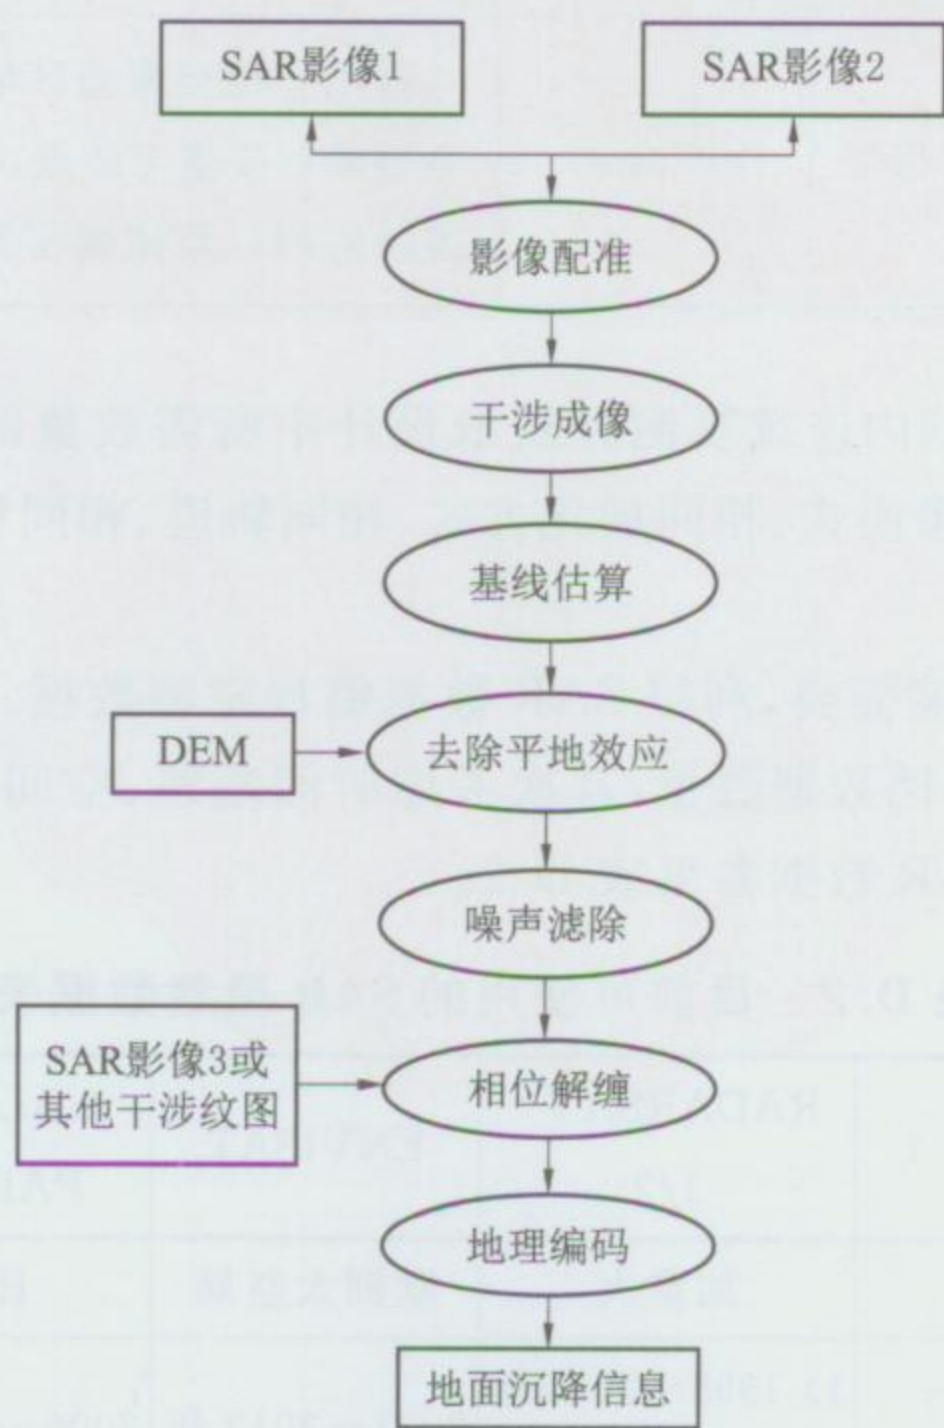 SAR影像1
SAR影像2
影像配准
干涉成像
基线估算
DEM
去除平地效应
噪声滤除
SAR影像3或
其他干涉纹图
相位解缠
地理编码
地面沉降信息